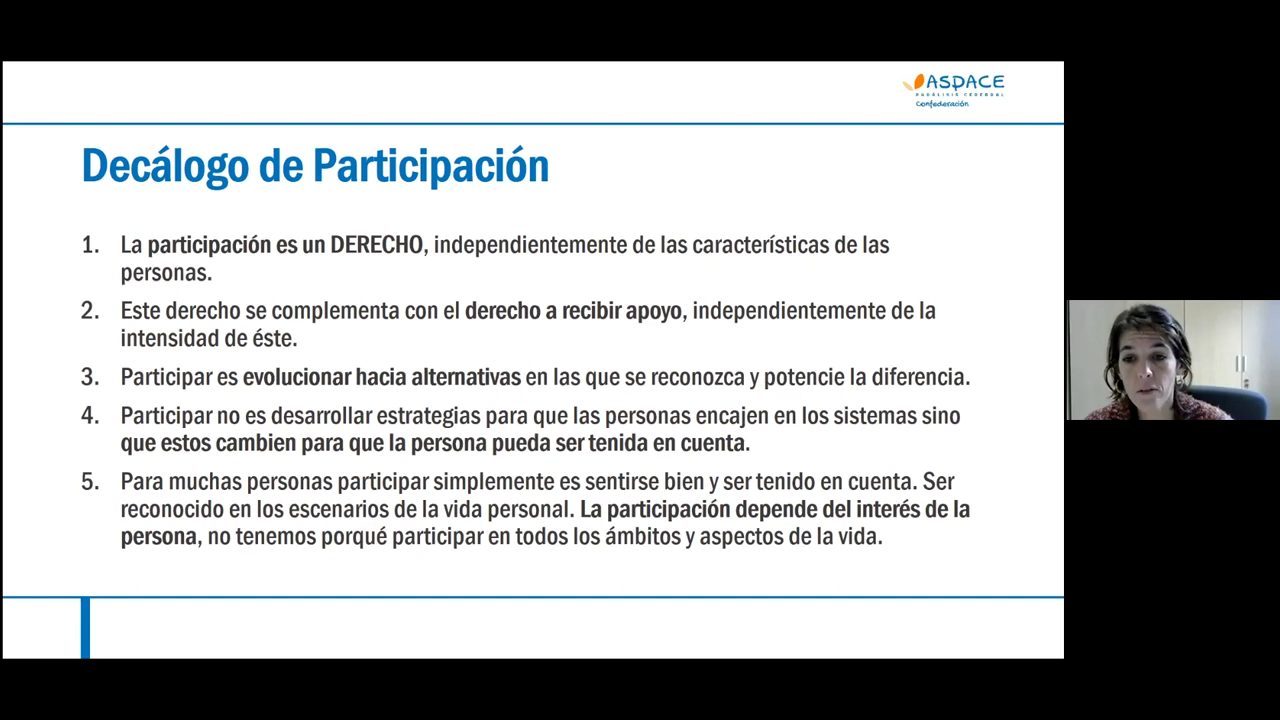 ASPACE
PARÁLISIS CEREBRAL
Confederación
Decálogo de Participación
1. La participación es un DERECHO, independientemente de las características de las
personas.
2. Este derecho se complementa con el derecho a recibir apoyo, independientemente de la
intensidad de éste.
3. Participar es evolucionar hacia alternativas en las que se reconozca y potencie la diferencia.
4. Participar no es desarrollar estrategias para que las personas encajen en los sistemas sino
que estos cambien para que la persona pueda ser tenida en cuenta.
5. Para muchas personas participar simplemente es sentirse bien y ser tenido en cuenta. Ser
reconocido en los escenarios de la vida personal. La participación depende del interés de la
persona, no tenemos porqué participar en todos los ámbitos y aspectos de la vida.